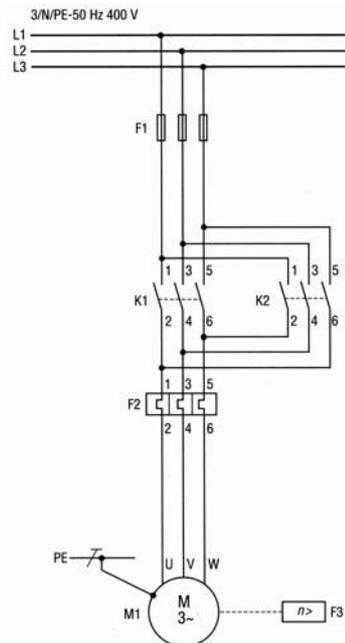 3/N/PE-50 Hz 400 V
L1
L2
L3
F1
1 3 5
1 3 5
K1
K2
2 4 6
2 4 6
1 3 5
F2
2 4 6
PE
U V W
M1
M
3~
n>
F3